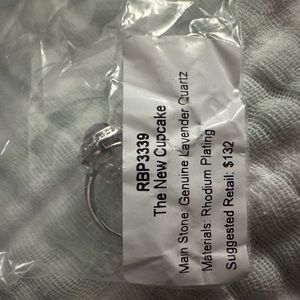 RBP3339
The New Cupcake
Main Stone: Genuine Lavender Quartz
Materials: Rhodium Plating
Suggested Retail: $132